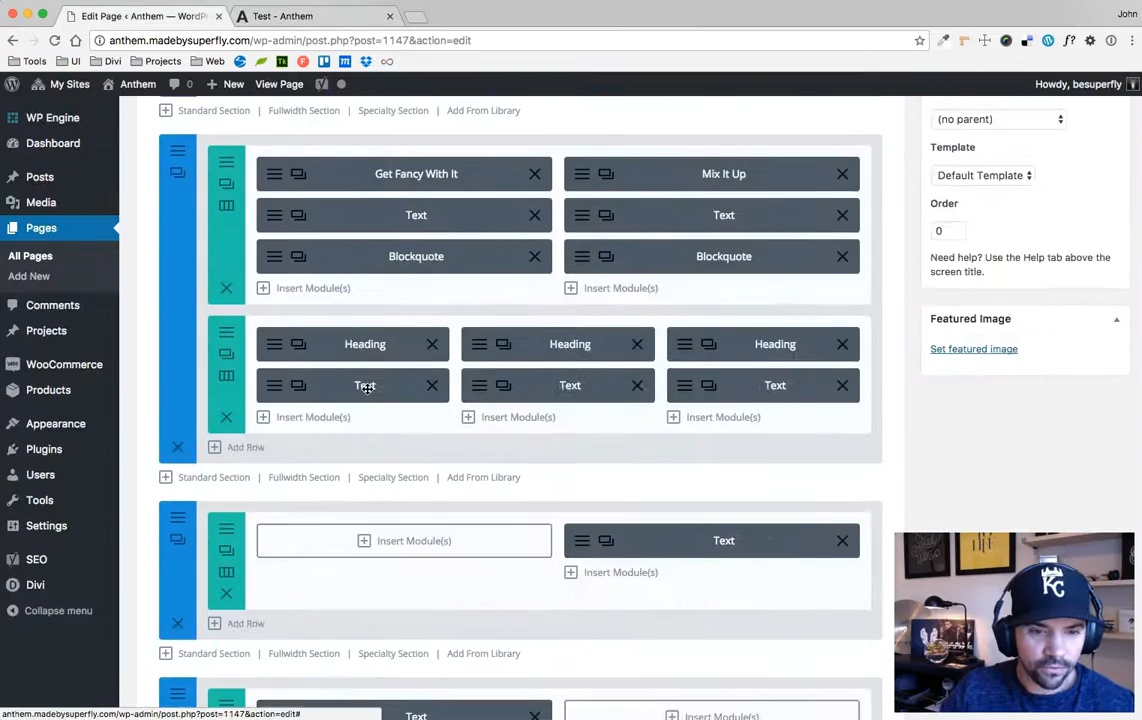 Edit Page ‹ Anthem — WordPr
Test - Anthem
John
anthem.madebysuperfly.com/wp-admin/post.php?post=1147&action=edit
Tools UI Divi Projects Web Tk F f?
My Sites Anthem 0 New View Page Howdy, besuperfly
WP Engine
Dashboard
Posts
Media
Pages
All Pages
Add New
Comments
Projects
WooCommerce
Products
Appearance
Plugins
Users
Tools
Settings
SEO
Divi
Collapse menu
Standard Section | Fullwidth Section | Specialty Section | Add From Library
Get Fancy With It Mix It Up
Text Text
Blockquote Blockquote
Insert Module(s) Insert Module(s)
Heading Heading Heading
Text Text Text
Insert Module(s) Insert Module(s) Insert Module(s)
Add Row
Standard Section | Fullwidth Section | Specialty Section | Add From Library
Insert Module(s) Text
Insert Module(s)
Add Row
Standard Section | Fullwidth Section | Specialty Section | Add From Library
Text Insert Module(s)
(no parent)
Template
Default Template
Order
0
Need help? Use the Help tab above the
screen title.
Featured Image
Set featured image
KC
anthem.madebysuperfly.com/wp-admin/post.php?post=1147&action=edit#